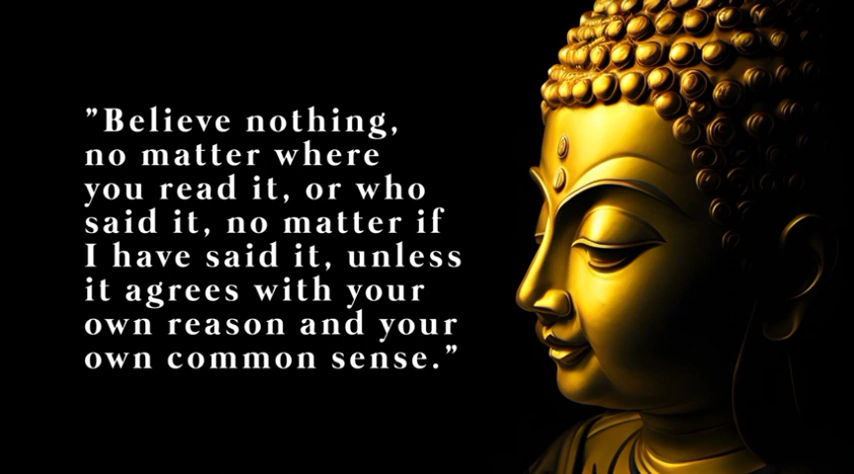 ”Believe nothing,
no matter where
you read it, or who
said it, no matter if
I have said it, unless
it agrees with your
own reason and your
own common sense.”